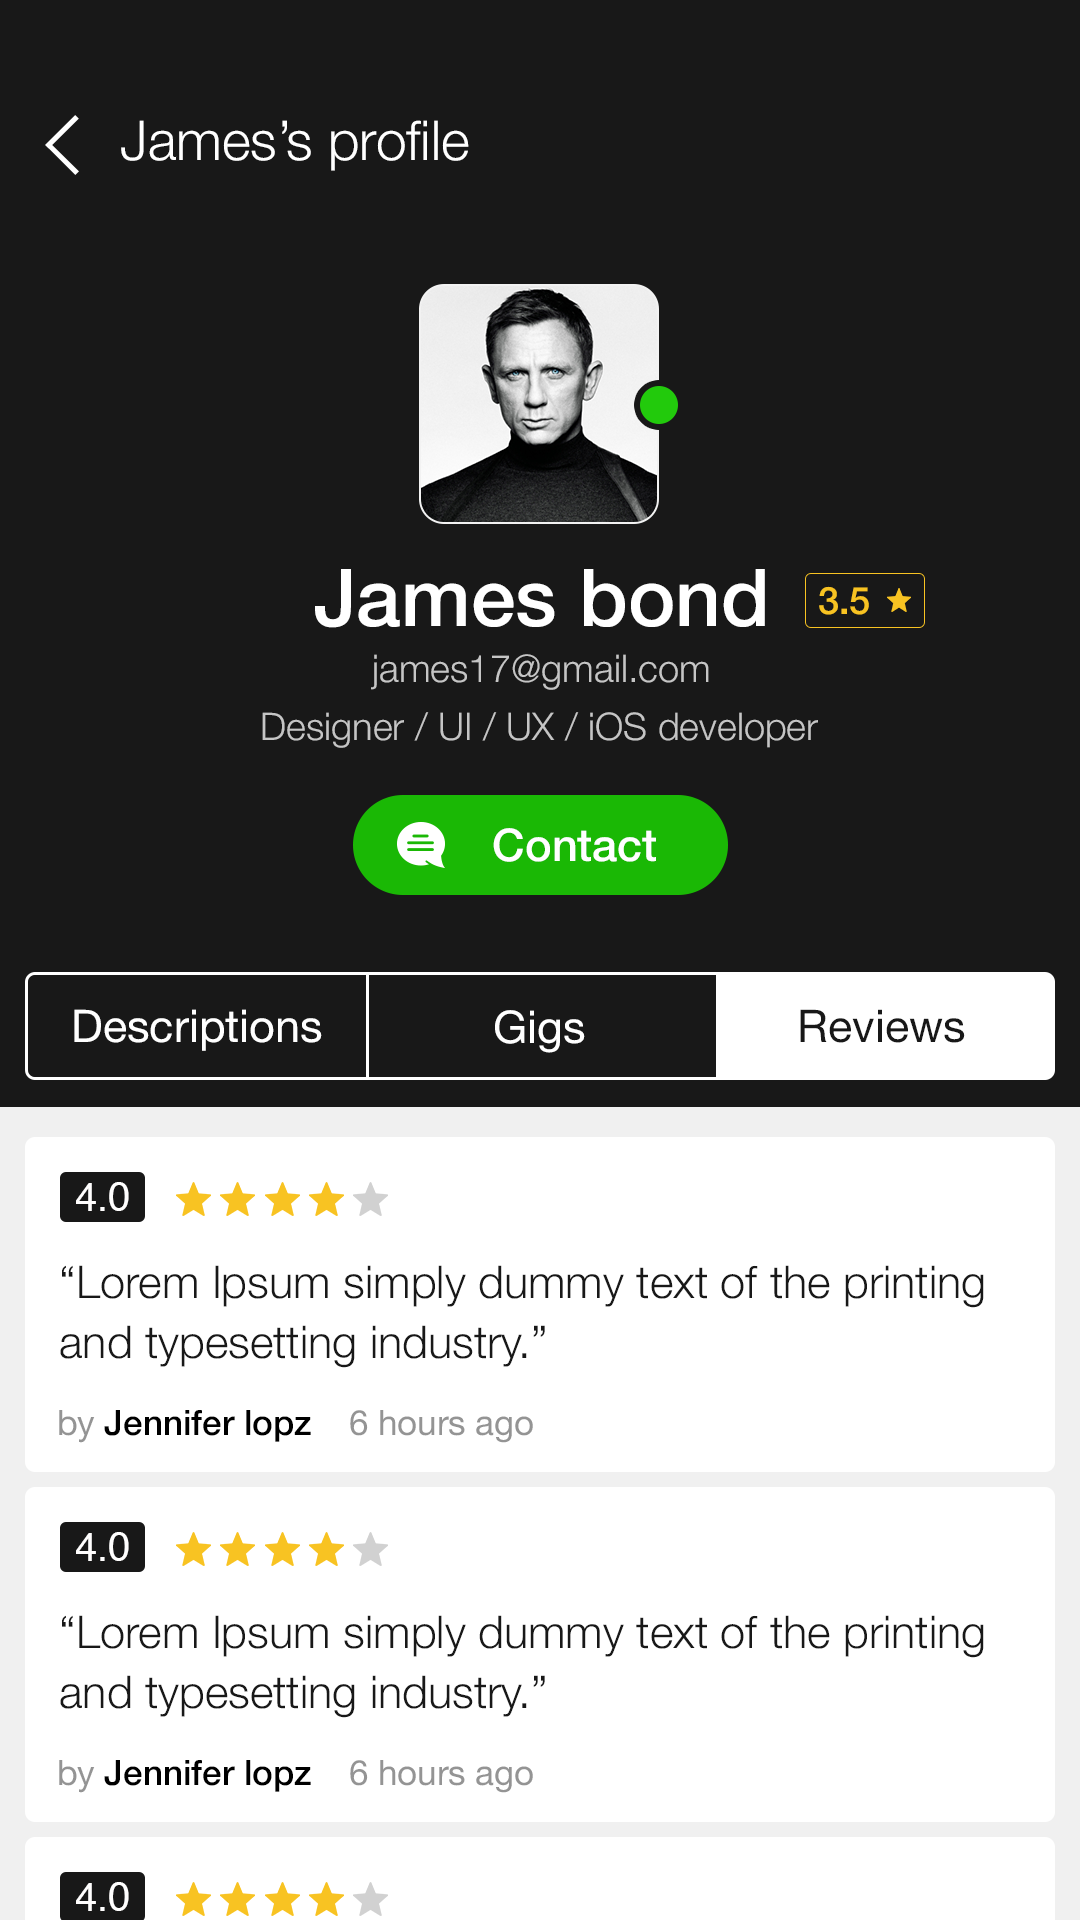 James’s profile
James bond
3.5
james17@gmail.com
Designer / UI / UX / iOS developer
Contact
Descriptions
Gigs
Reviews
4.0
“Lorem Ipsum simply dummy text of the printing
and typesetting industry.”
by Jennifer lopz 6 hours ago
4.0
“Lorem Ipsum simply dummy text of the printing
and typesetting industry.”
by Jennifer lopz 6 hours ago
4.0